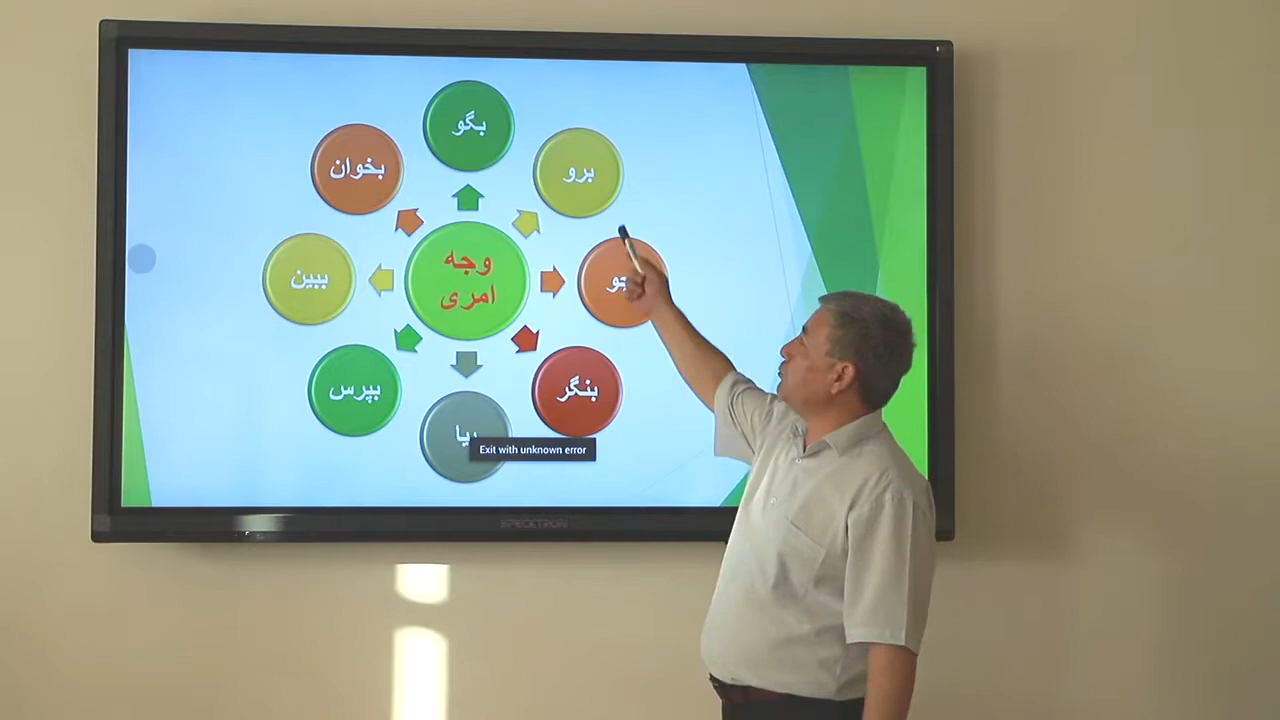 بگو
برو
بخوان
وجه
امری
ببین
بنگر
بپرس
Exit with unknown error
SPECKTRON